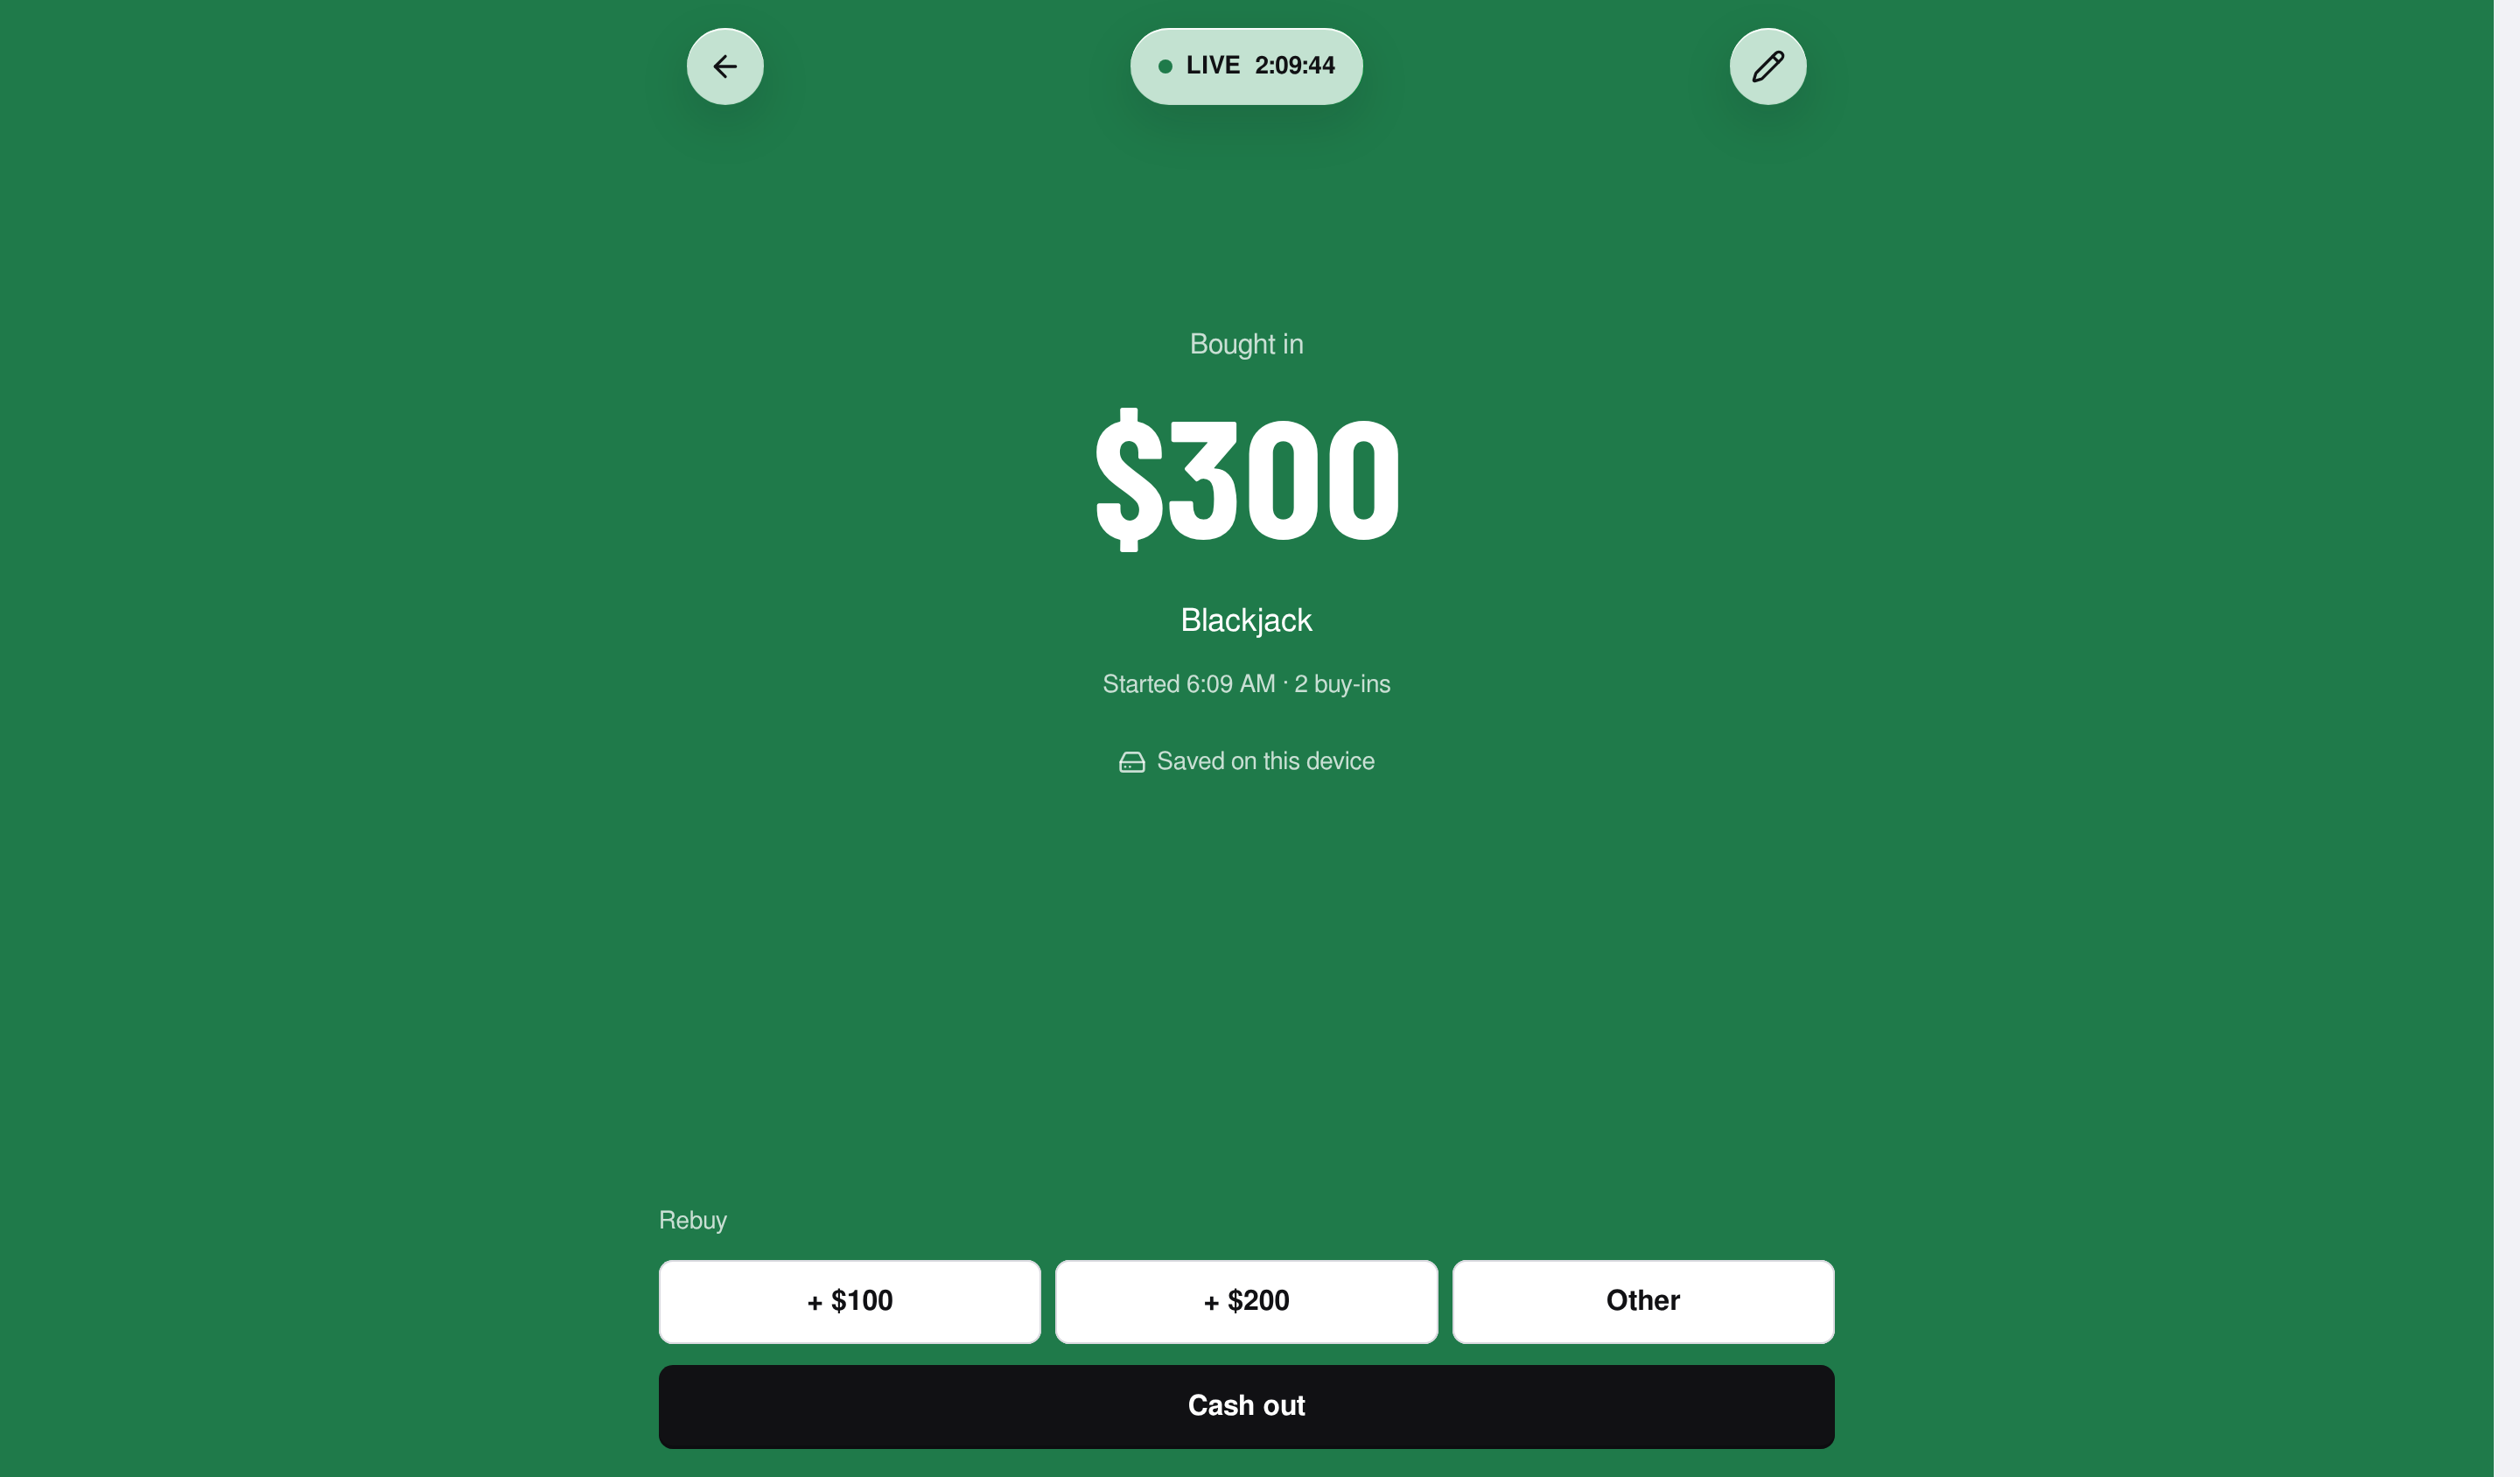 LIVE 2:09:44
Bought in
$300
Blackjack
Started 6:09 AM · 2 buy-ins
Saved on this device
Rebuy
+ $100
+ $200
Other
Cash out